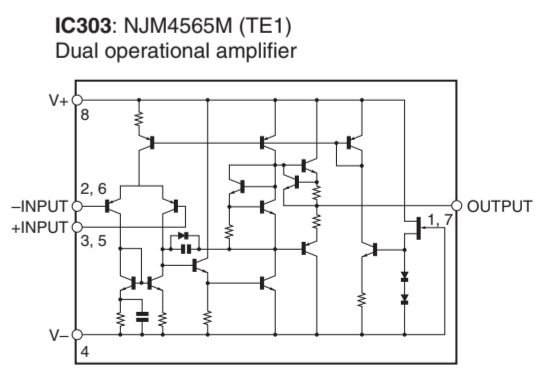 IC303: NJM4565M (TE1)
Dual operational amplifier
V+
8
2, 6
–INPUT
+INPUT
3, 5
1, 7
OUTPUT
V–
4